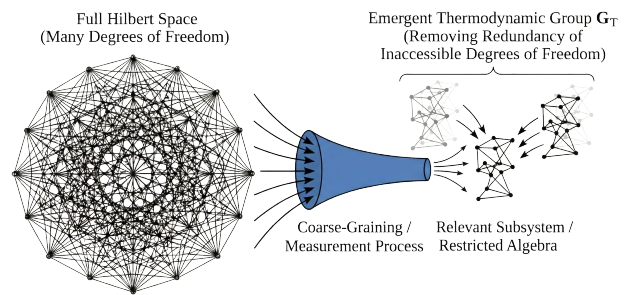 Full Hilbert Space
(Many Degrees of Freedom)
Emergent Thermodynamic Group G_T
(Removing Redundancy of
Inaccessible Degrees of Freedom)
Coarse-Graining /
Measurement Process
Relevant Subsystem /
Restricted Algebra